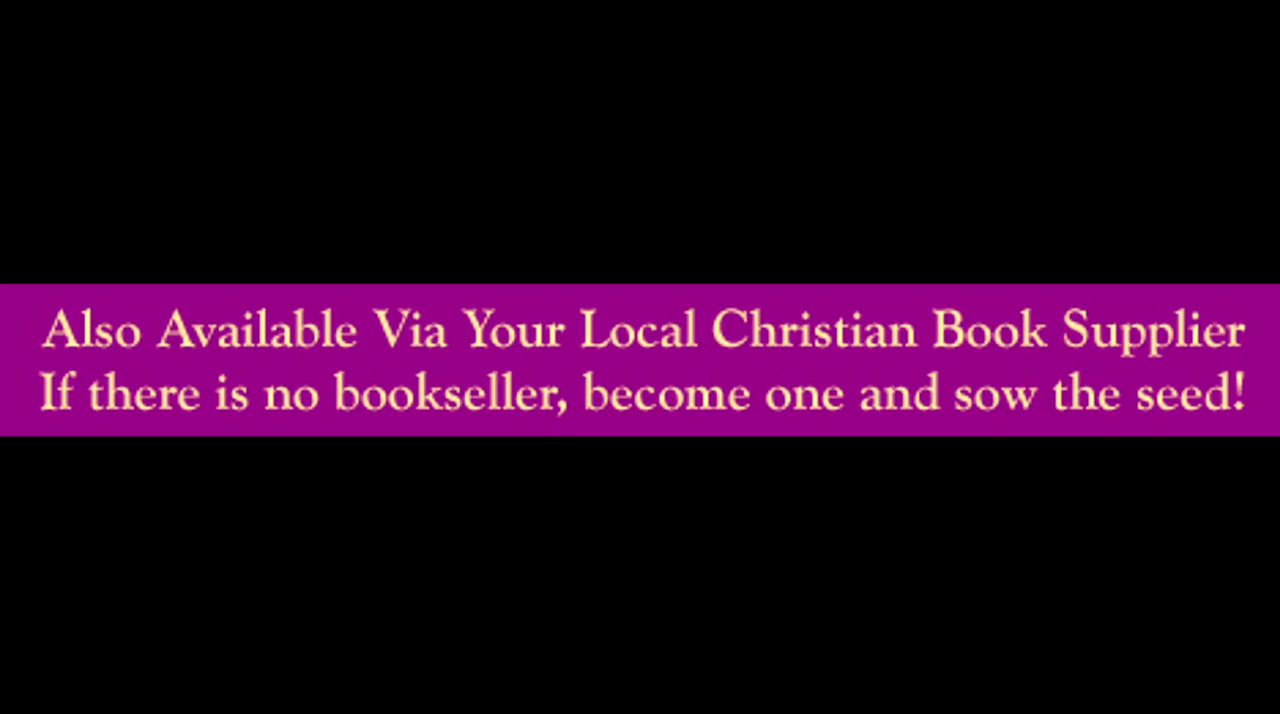 Also Available Via Your Local Christian Book Supplier
If there is no bookseller, become one and sow the seed!